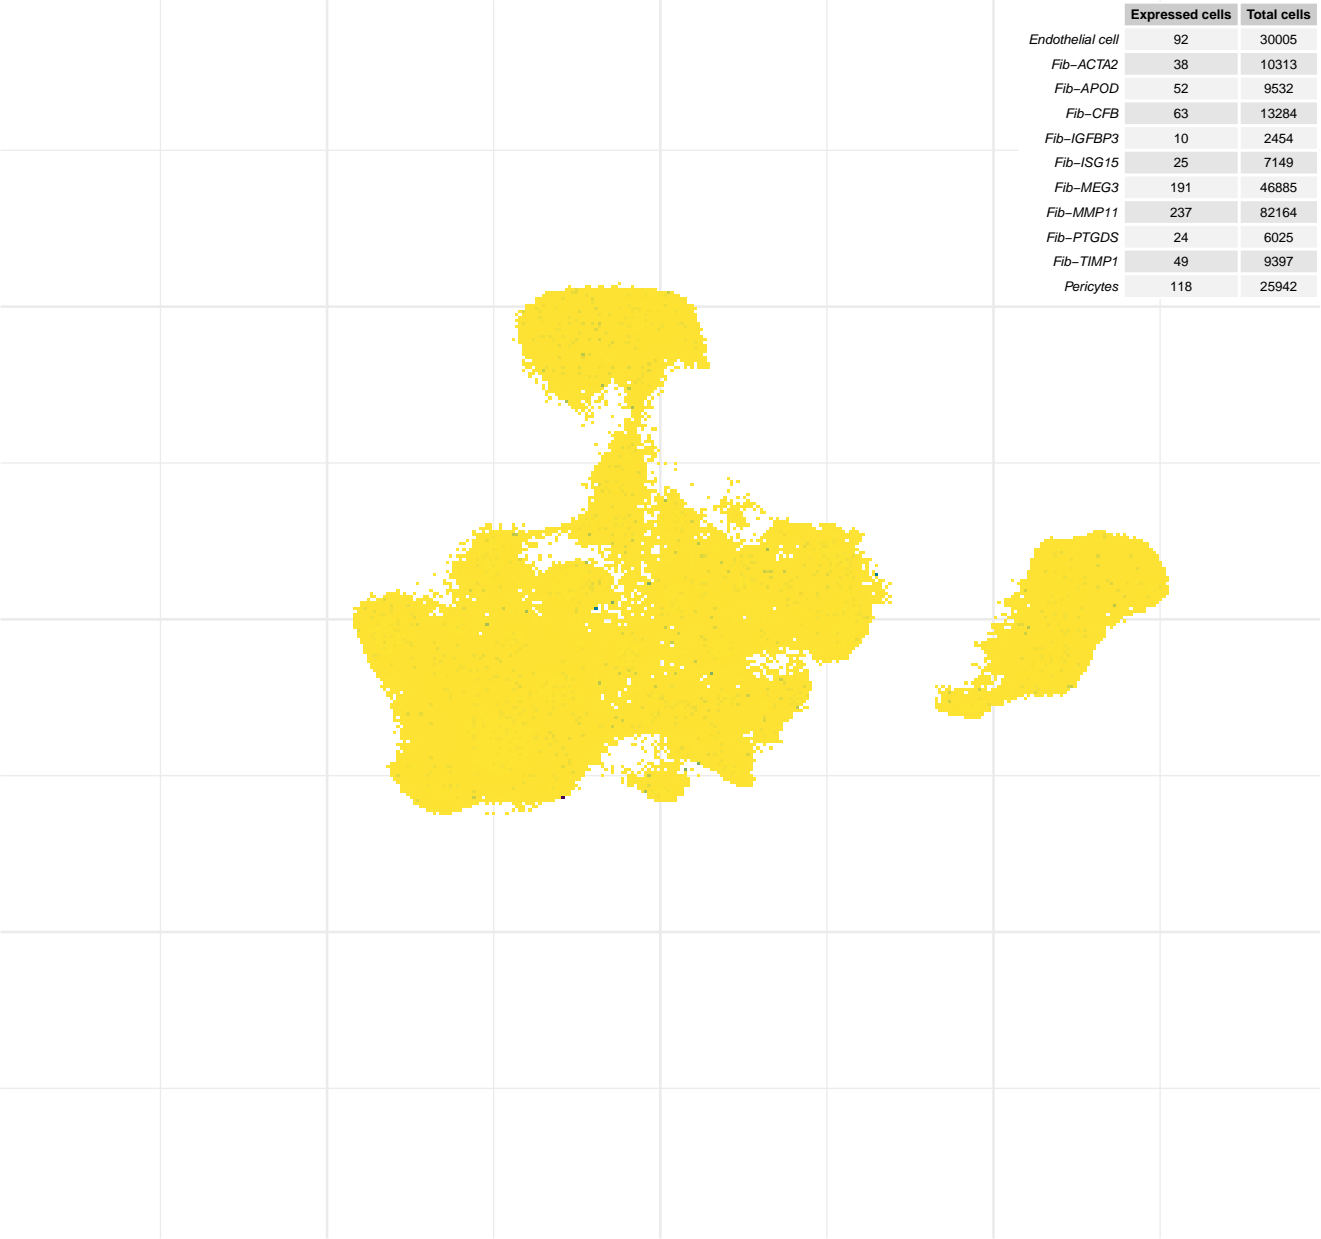 Expressed cells Total cells
Endothelial cell 92 30005
Fib−ACTA2 38 10313
Fib−APOD 52 9532
Fib−CFB 63 13284
Fib−IGFBP3 10 2454
Fib−ISG15 25 7149
Fib−MEG3 191 46885
Fib−MMP11 237 82164
Fib−PTGDS 24 6025
Fib−TIMP1 49 9397
Pericytes 118 25942